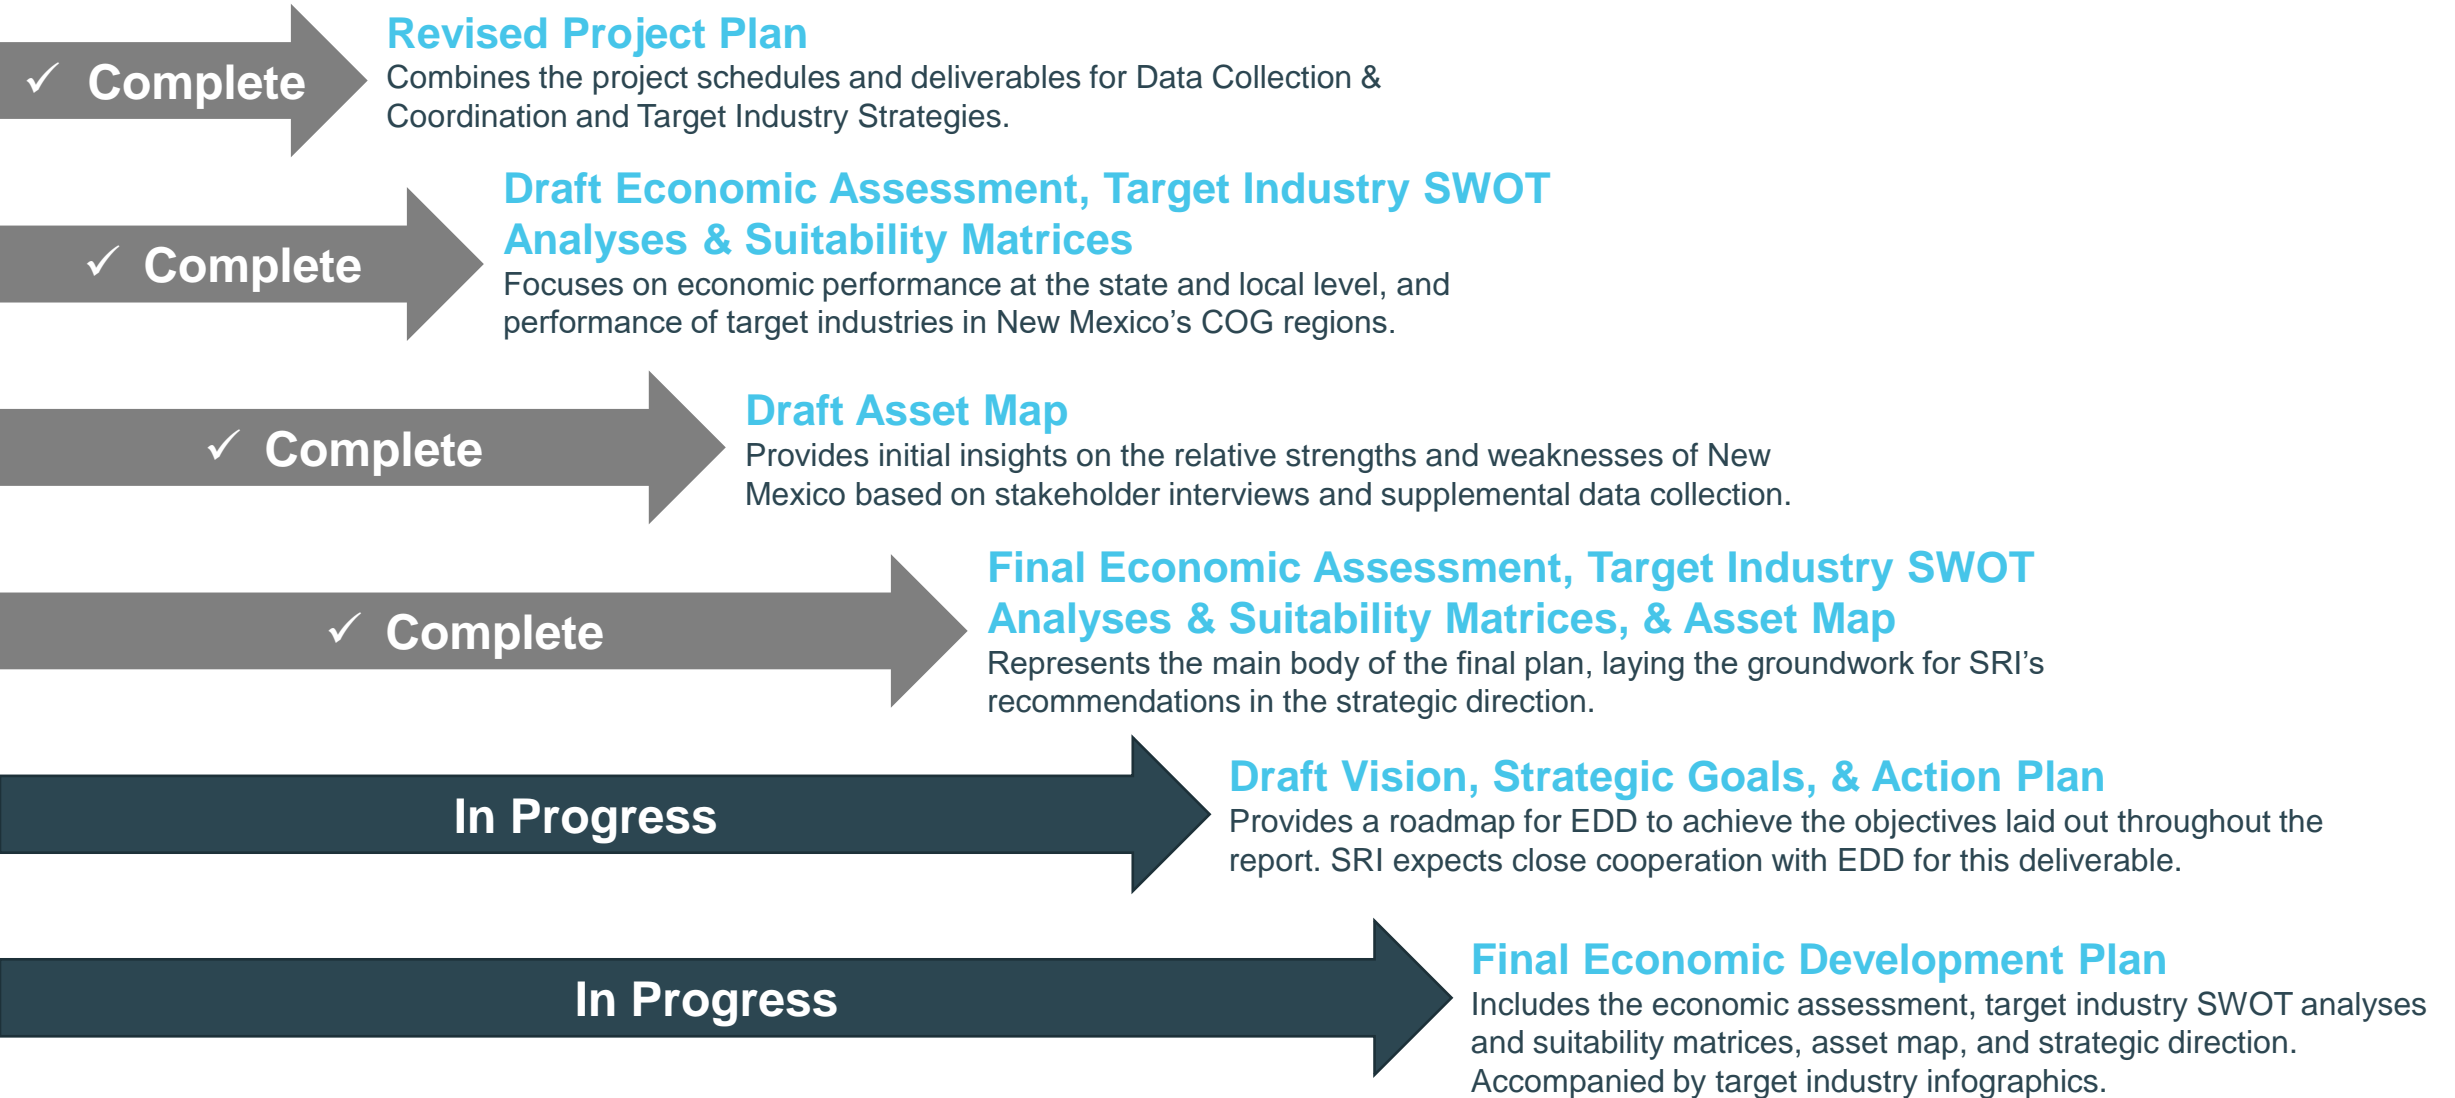 Revised Project Plan
✓ Complete
Combines the project schedules and deliverables for Data Collection &
Coordination and Target Industry Strategies.
Draft Economic Assessment, Target Industry SWOT
Analyses & Suitability Matrices
✓ Complete
Focuses on economic performance at the state and local level, and
performance of target industries in New Mexico’s COG regions.
Draft Asset Map
✓ Complete
Provides initial insights on the relative strengths and weaknesses of New
Mexico based on stakeholder interviews and supplemental data collection.
Final Economic Assessment, Target Industry SWOT
Analyses & Suitability Matrices, & Asset Map
✓ Complete
Represents the main body of the final plan, laying the groundwork for SRI’s
recommendations in the strategic direction.
Draft Vision, Strategic Goals, & Action Plan
In Progress
Provides a roadmap for EDD to achieve the objectives laid out throughout the
report. SRI expects close cooperation with EDD for this deliverable.
Final Economic Development Plan
In Progress
Includes the economic assessment, target industry SWOT analyses
and suitability matrices, asset map, and strategic direction.
Accompanied by target industry infographics.